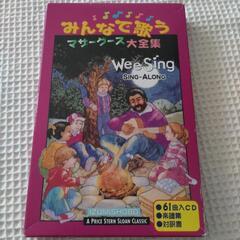 みんなで歌う
マザーグース大全集
Wee Sing
SING-ALONG
IZUMISHOBO
A PRICE STERN SLOAN CLASSIC
●61曲入CD
●楽譜集
●対訳書